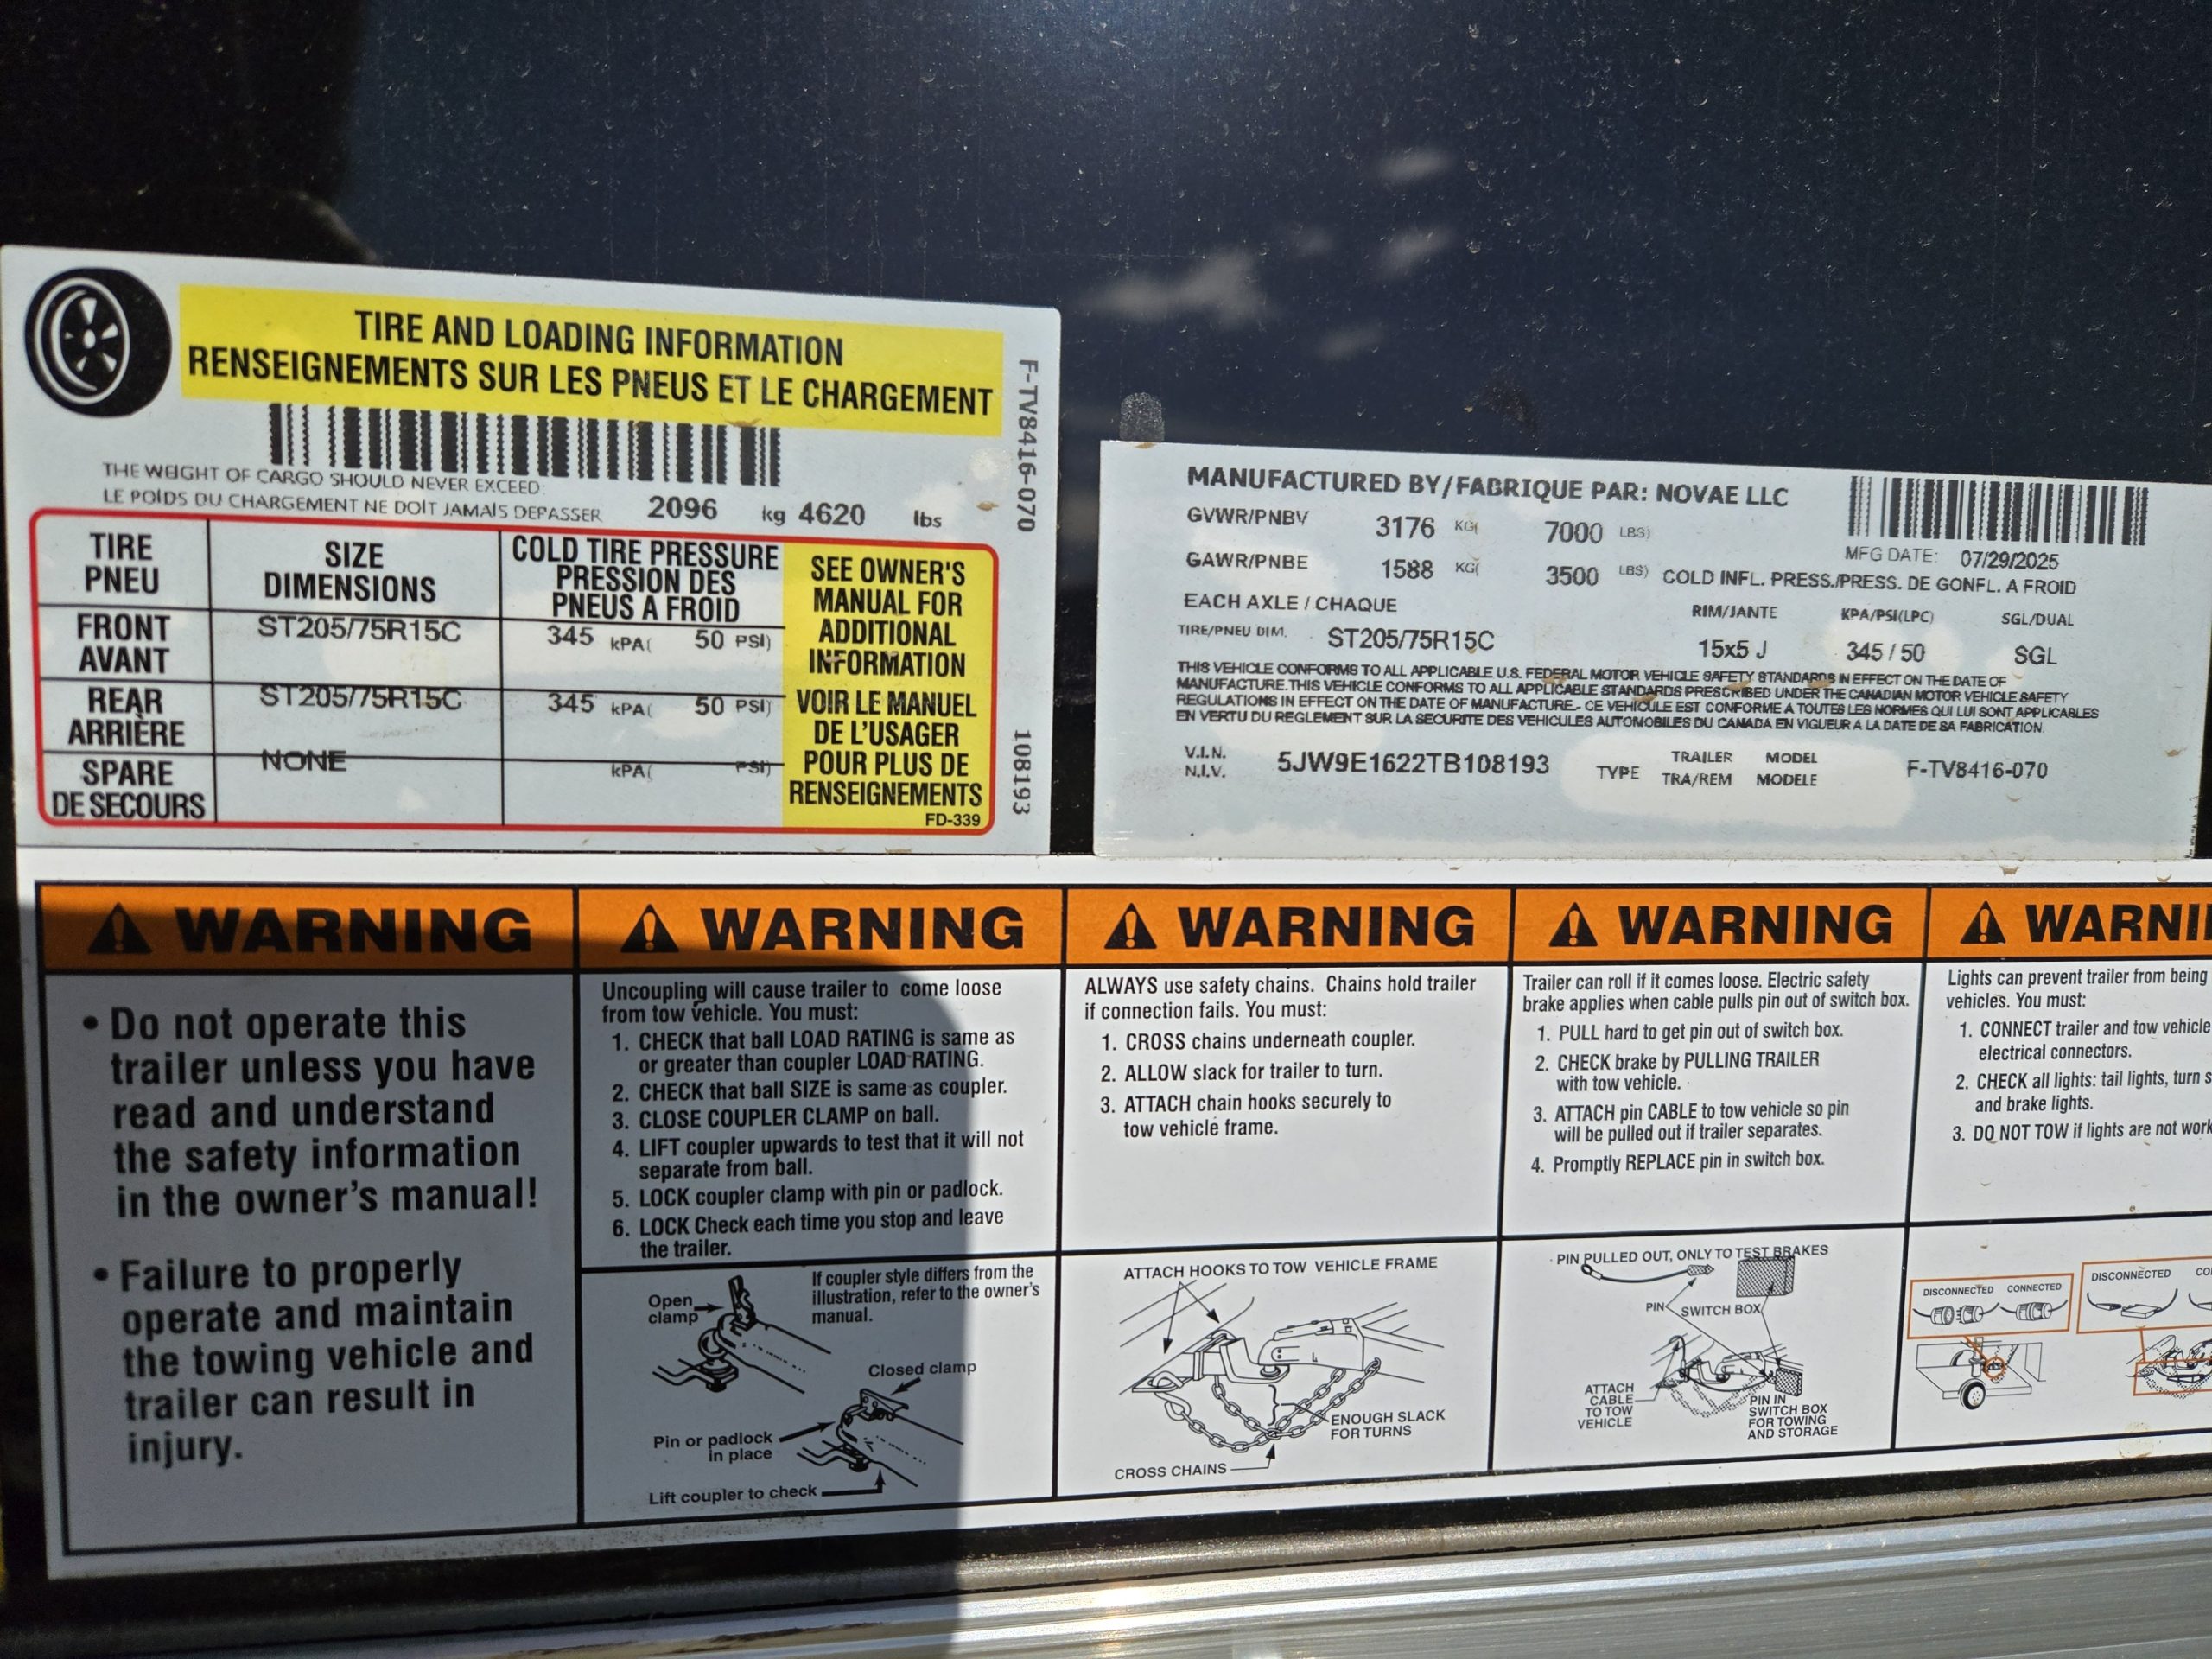 TIRE AND LOADING INFORMATION
RENSEIGNEMENTS SUR LES PNEUS ET LE CHARGEMENT
THE WEIGHT OF CARGO SHOULD NEVER EXCEED:
LE POIDS DU CHARGEMENT NE DOIT JAMAIS DEPASSER 2096 kg 4620 lbs
TIRE
PNEU
SIZE
DIMENSIONS
COLD TIRE PRESSURE
PRESSION DES
PNEUS A FROID
FRONT
AVANT
ST205/75R15C
345 kPA( 50 PSI)
REAR
ARRIÈRE
ST205/75R15C
345 kPA( 50 PSI)
SPARE
DE SECOURS
NONE
kPA( PSI)
SEE OWNER'S
MANUAL FOR
ADDITIONAL
INFORMATION
VOIR LE MANUEL
DE L'USAGER
POUR PLUS DE
RENSEIGNEMENTS
FD-339
F-TV8416-070
108193
MANUFACTURED BY/FABRIQUE PAR: NOVAE LLC
GVWR/PNBV 3176 KG( 7000 LBS)
MFG DATE: 07/29/2025
GAWR/PNBE 1588 KG( 3500 LBS) COLD INFL. PRESS./PRESS. DE GONFL. A FROID
EACH AXLE / CHAQUE RIM/JANTE KPA/PSI(LPC) SGL/DUAL
TIRE/PNEU DIM. ST205/75R15C 15x5 J 345 / 50 SGL
THIS VEHICLE CONFORMS TO ALL APPLICABLE U.S. FEDERAL MOTOR VEHICLE SAFETY STANDARDS IN EFFECT ON THE DATE OF
MANUFACTURE.THIS VEHICLE CONFORMS TO ALL APPLICABLE STANDARDS PRESCRIBED UNDER THE CANADIAN MOTOR VEHICLE SAFETY
REGULATIONS IN EFFECT ON THE DATE OF MANUFACTURE.- CE VEHICULE EST CONFORME A TOUTES LES NORMES QUI LUI SONT APPLICABLES
EN VERTU DU REGLEMENT SUR LA SECURITE DES VEHICULES AUTOMOBILES DU CANADA EN VIGUEUR A LA DATE DE SA FABRICATION.
V.I.N.
N.I.V.
5JW9E1622TB108193
TYPE
TRAILER
TRA/REM
MODEL
MODELE
F-TV8416-070
WARNING
• Do not operate this
trailer unless you have
read and understand
the safety information
in the owner's manual!
• Failure to properly
operate and maintain
the towing vehicle and
trailer can result in
injury.
WARNING
Uncoupling will cause trailer to come loose
from tow vehicle. You must:
1. CHECK that ball LOAD RATING is same as
or greater than coupler LOAD RATING.
2. CHECK that ball SIZE is same as coupler.
3. CLOSE COUPLER CLAMP on ball.
4. LIFT coupler upwards to test that it will not
separate from ball.
5. LOCK coupler clamp with pin or padlock.
6. LOCK Check each time you stop and leave
the trailer.
If coupler style differs from the
illustration, refer to the owner's
manual.
Open
clamp
Closed clamp
Pin or padlock
in place
Lift coupler to check
WARNING
ALWAYS use safety chains. Chains hold trailer
if connection fails. You must:
1. CROSS chains underneath coupler.
2. ALLOW slack for trailer to turn.
3. ATTACH chain hooks securely to
tow vehicle frame.
ATTACH HOOKS TO TOW VEHICLE FRAME
ENOUGH SLACK
FOR TURNS
CROSS CHAINS
WARNING
Trailer can roll if it comes loose. Electric safety
brake applies when cable pulls pin out of switch box.
1. PULL hard to get pin out of switch box.
2. CHECK brake by PULLING TRAILER
with tow vehicle.
3. ATTACH pin CABLE to tow vehicle so pin
will be pulled out if trailer separates.
4. Promptly REPLACE pin in switch box.
PIN PULLED OUT, ONLY TO TEST BRAKES
PIN
SWITCH BOX
ATTACH
CABLE
TO TOW
VEHICLE
PIN IN
SWITCH BOX
FOR TOWING
AND STORAGE
WARNI
Lights can prevent trailer from being
vehicles. You must:
1. CONNECT trailer and tow vehicle
electrical connectors.
2. CHECK all lights: tail lights, turn s
and brake lights.
3. DO NOT TOW if lights are not work
DISCONNECTED CONNECTED
DISCONNECTED CO